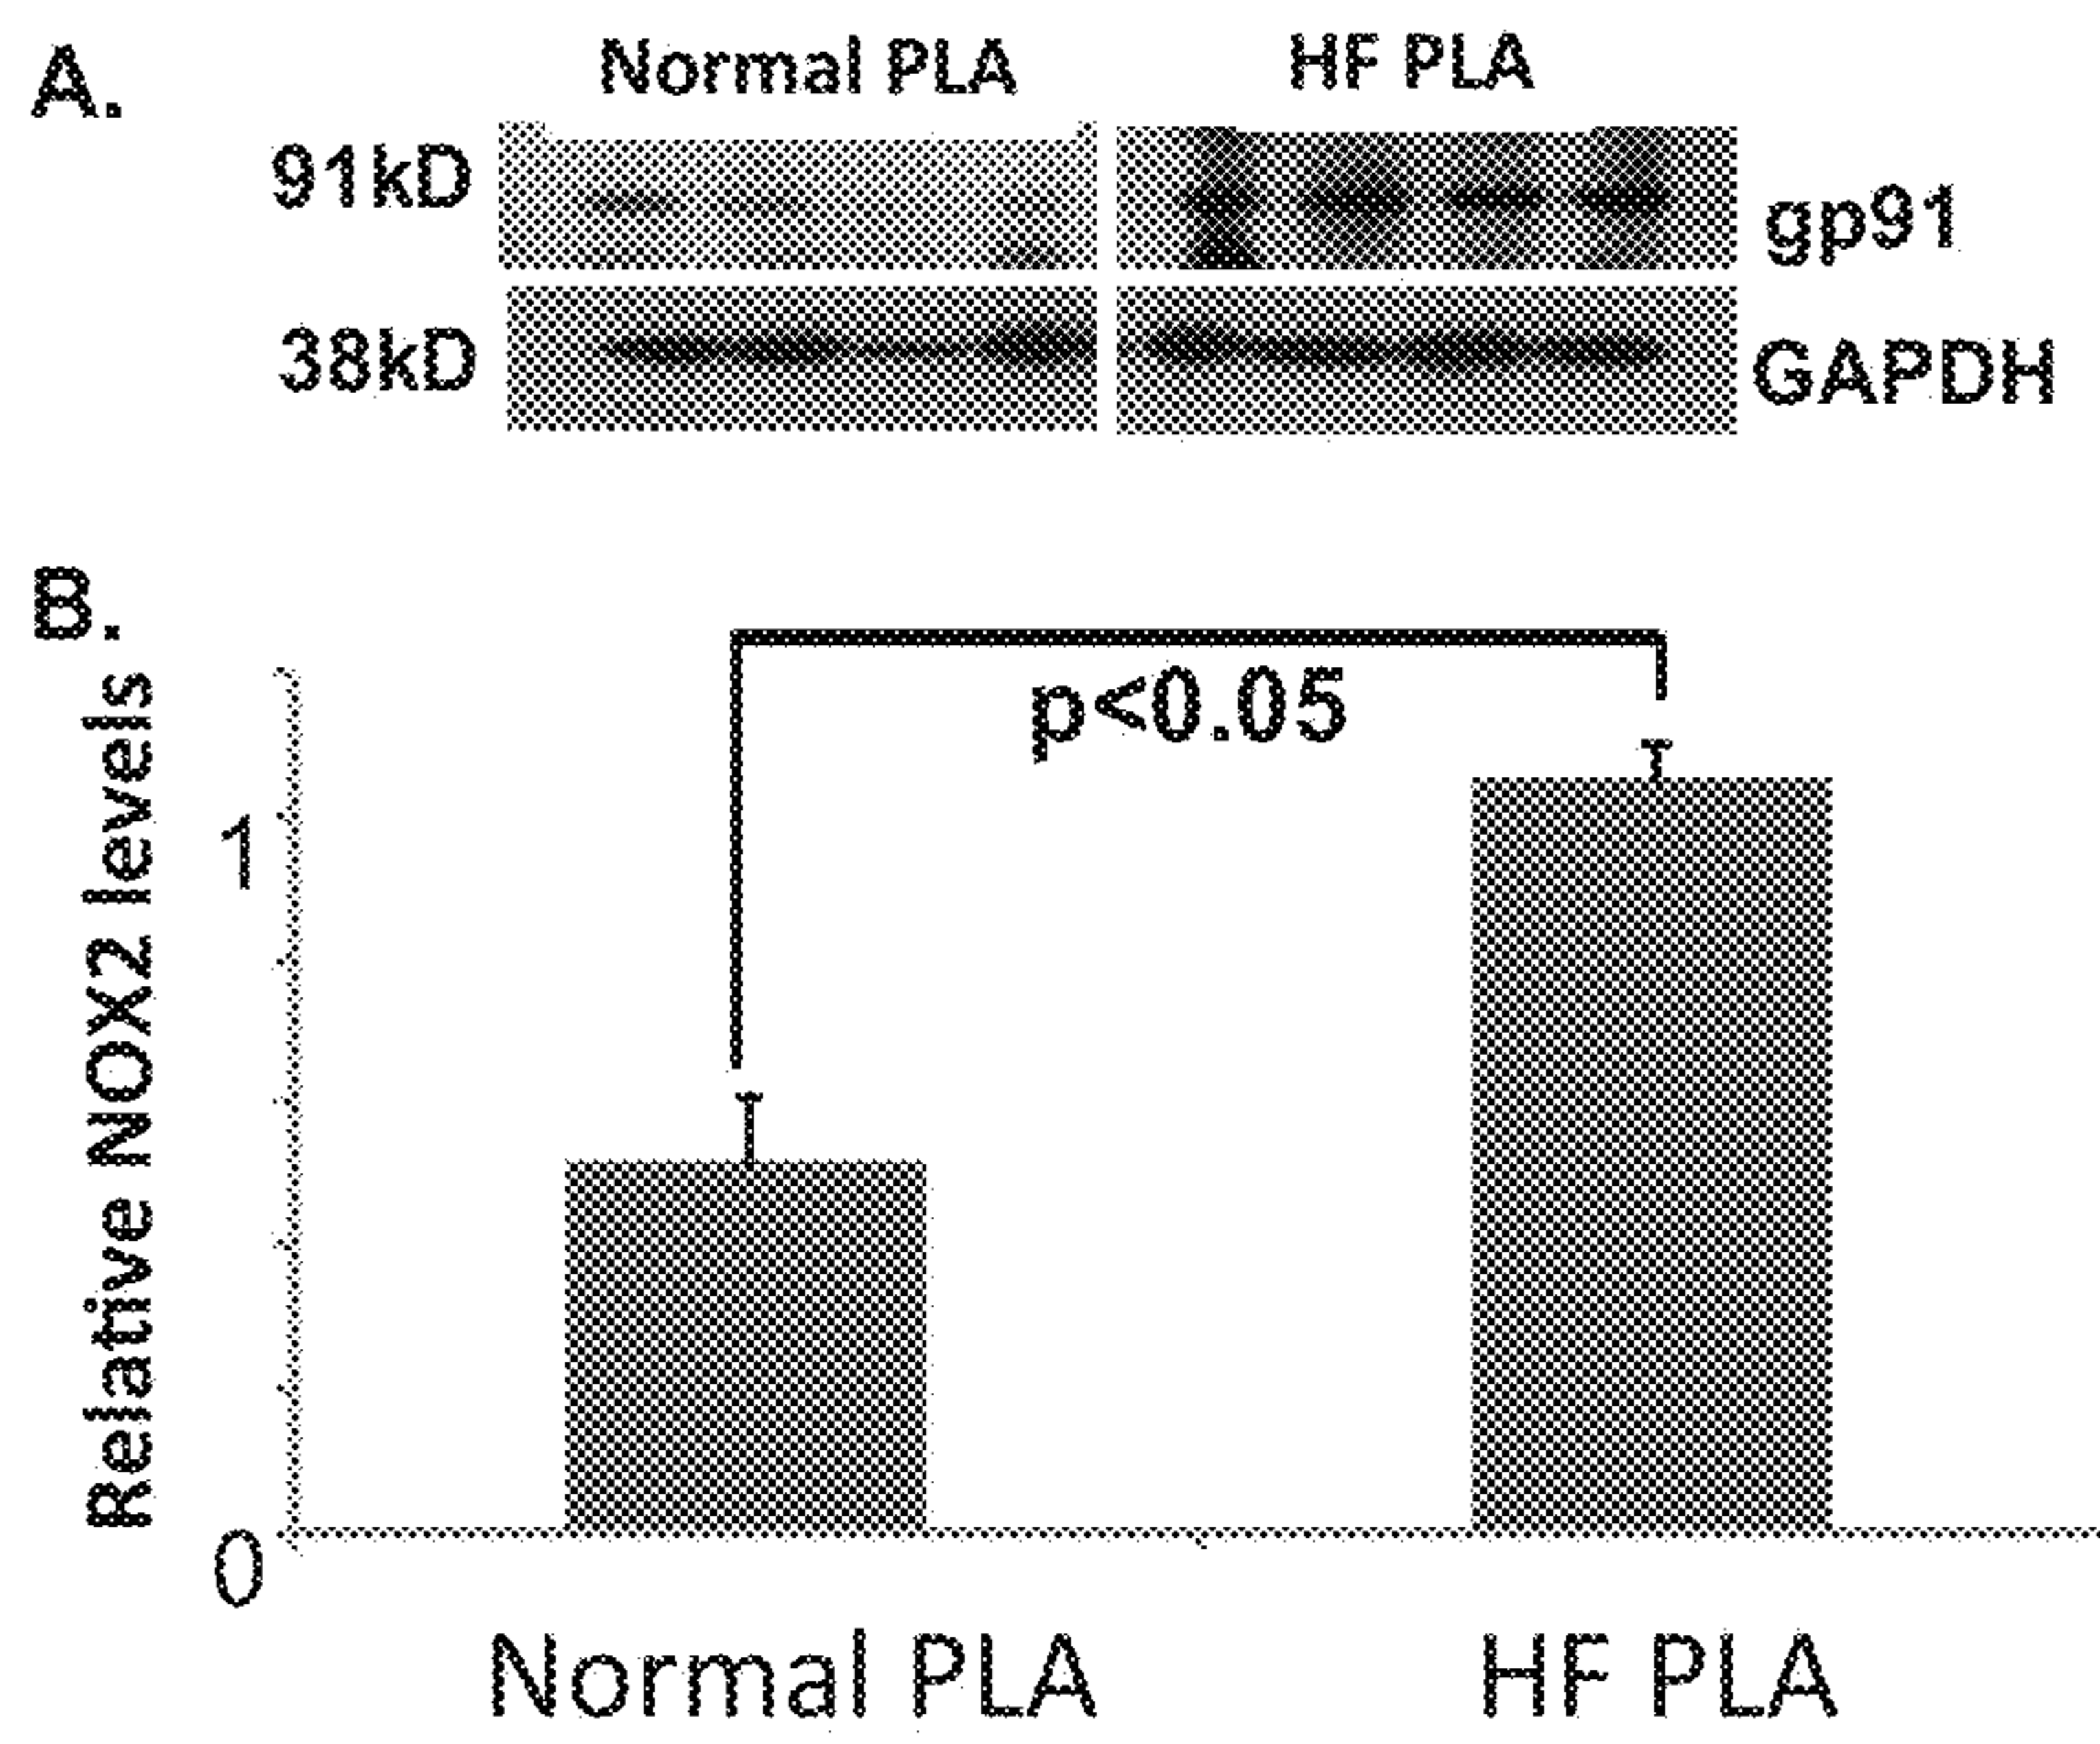 A.
Normal PLA HF PLA
91kD gp91
38kD GAPDH
B.
p<0.05
Relative NOX2 levels
1
0
Normal PLA HF PLA